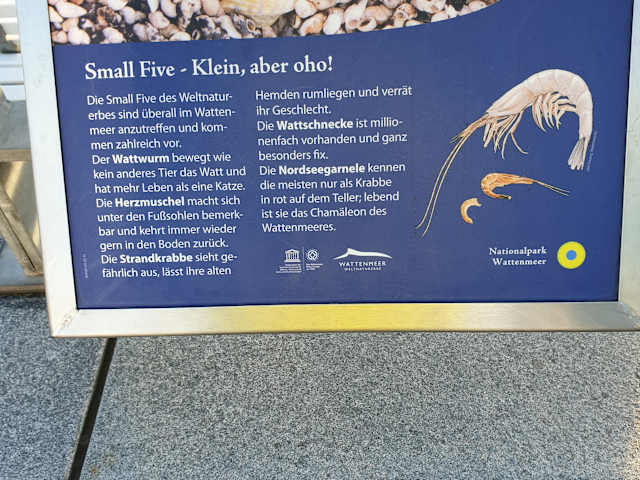 Small Five - Klein, aber oho!
Die Small Five des Weltnatur-
erbes sind überall im Watten-
meer anzutreffen und kom-
men zahlreich vor.
Der Wattwurm bewegt wie
kein anderes Tier das Watt und
hat mehr Leben als eine Katze.
Die Herzmuschel macht sich
unter den Fußsohlen bemerk-
bar und kehrt immer wieder
gern in den Boden zurück.
Die Strandkrabbe sieht ge-
fährlich aus, lässt ihre alten
Hemden rumliegen und verrät
ihr Geschlecht.
Die Wattschnecke ist millio-
nenfach vorhanden und ganz
besonders fix.
Die Nordseegarnele kennen
die meisten nur als Krabbe
in rot auf dem Teller; lebend
ist sie das Chamäleon des
Wattenmeeres.
WATTENMEER
WELTNATURERBE
Nationalpark
Wattenmeer